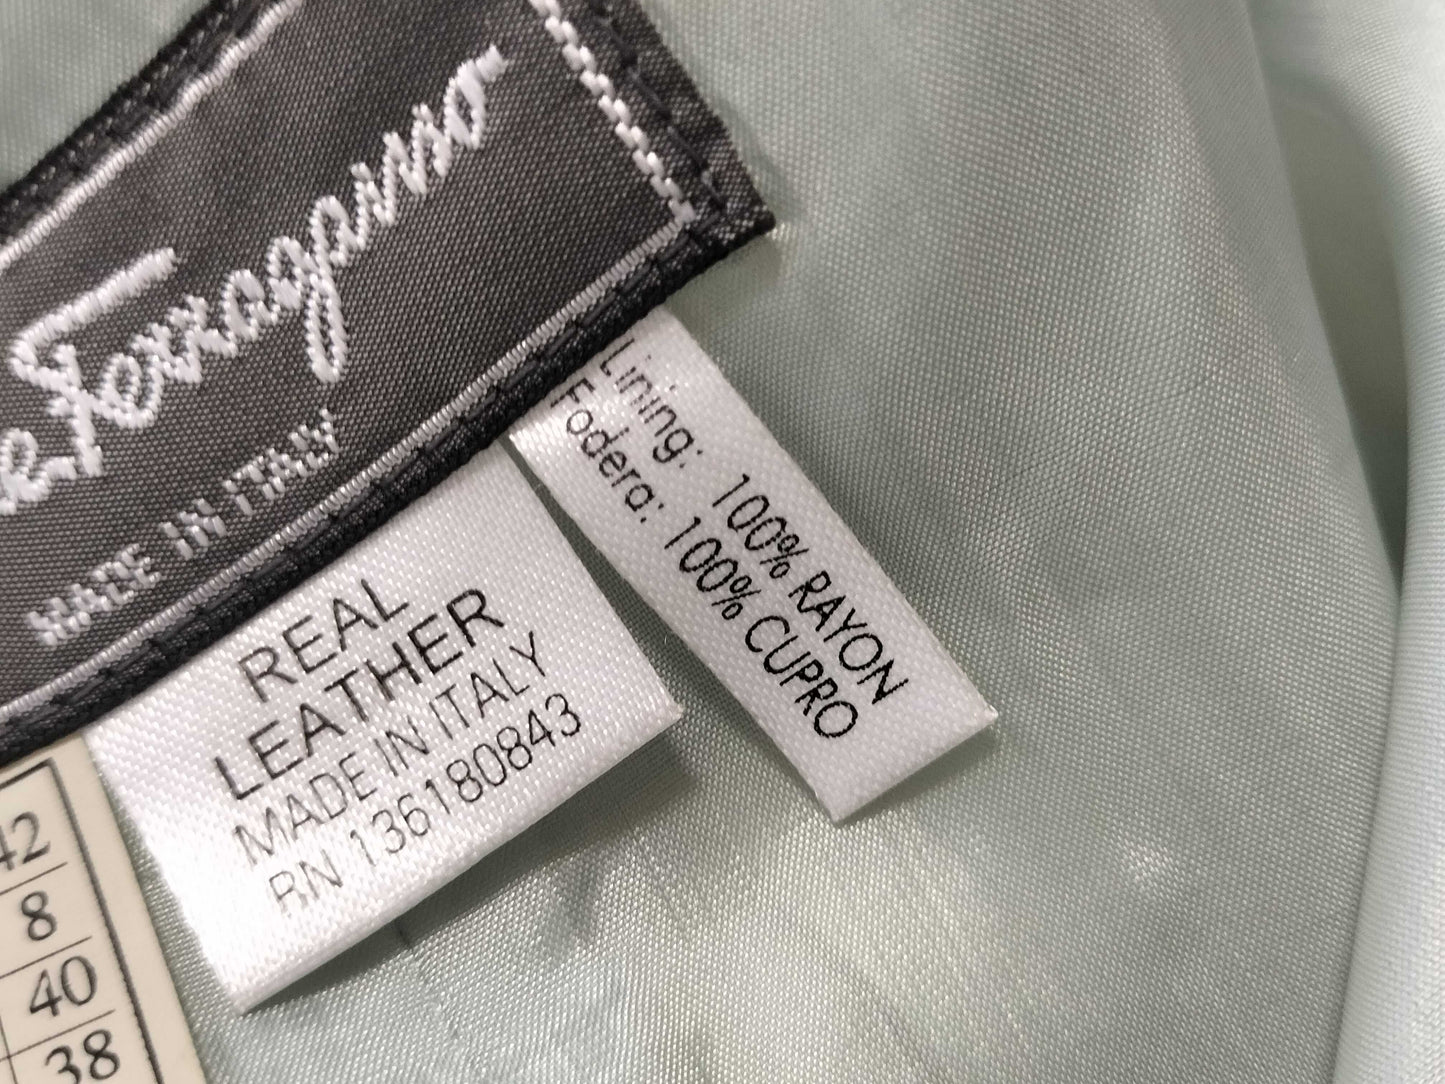 Ferragamo
MADE IN ITALY
REAL
LEATHER
MADE IN ITALY
RN 136180843
Lining: 100% RAYON
Fodera: 100% CUPRO
42
8
40
38